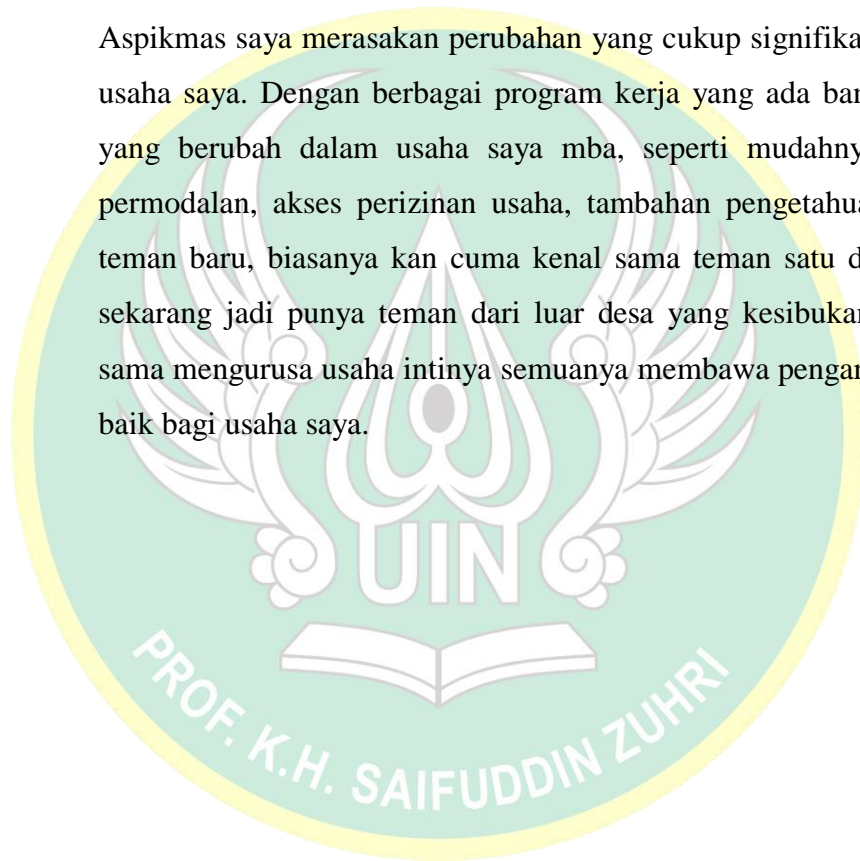 Aspikmas saya merasakan perubahan yang cukup signifika
usaha saya. Dengan berbagai program kerja yang ada ban
yang berubah dalam usaha saya mba, seperti mudahny
permodalan, akses perizinan usaha, tambahan pengetahua
teman baru, biasanya kan cuma kenal sama teman satu d
sekarang jadi punya teman dari luar desa yang kesibukan
sama mengurusa usaha intinya semuanya membawa pengar
baik bagi usaha saya.
UIN
PROF. K.H. SAIFUDDIN ZUHRI